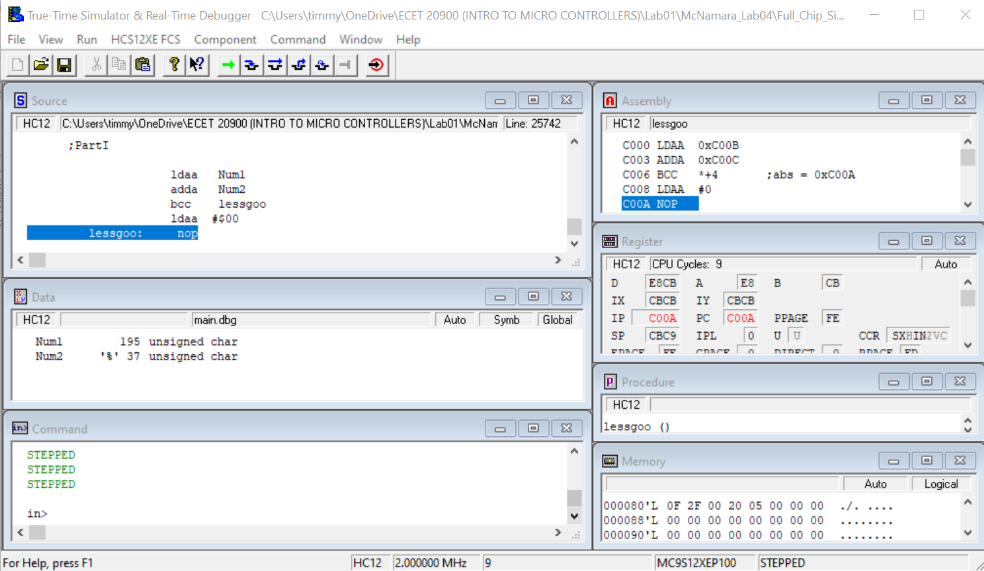 True-Time Simulator & Real-Time Debugger C:\Users\timmy\OneDrive\ECET 20900 (INTRO TO MICRO CONTROLLERS)\Lab01\McNamara_Lab04\Full_Chip_Si...
File View Run HCS12XE FCS Component Command Window Help
Source
HC12 C:\Users\timmy\OneDrive\ECET 20900 (INTRO TO MICRO CONTROLLERS)\Lab01\McNam Line: 25742
;PartI
ldaa Num1
adda Num2
bcc lessgoo
ldaa #$00
lessgoo: nop
Data
HC12 main.dbg Auto Symb Global
Num1 195 unsigned char
Num2 '%' 37 unsigned char
Command
STEPPED
STEPPED
STEPPED
in>
Assembly
HC12 lessgoo
C000 LDAA 0xC00B
C003 ADDA 0xC00C
C006 BCC *+4 ;abs = 0xC00A
C008 LDAA #0
C00A NOP
Register
HC12 CPU Cycles: 9 Auto
D E8CB A E8 B CB
IX CBCB IY CBCB
IP C00A PC C00A PPAGE FE
SP CBC9 IPL 0 U U CCR SXHINZVC
EPAGE FE GPAGE 0 DIRECT 0 RPAGE FD
Procedure
HC12
lessgoo ()
Memory
Auto Logical
000080'L 0F 2F 00 20 05 00 00 00 ./. ....
000088'L 00 00 00 00 00 00 00 00 ........
000090'L 00 00 00 00 00 00 00 00 ........
For Help, press F1 HC12 2.000000 MHz 9 MC9S12XEP100 STEPPED